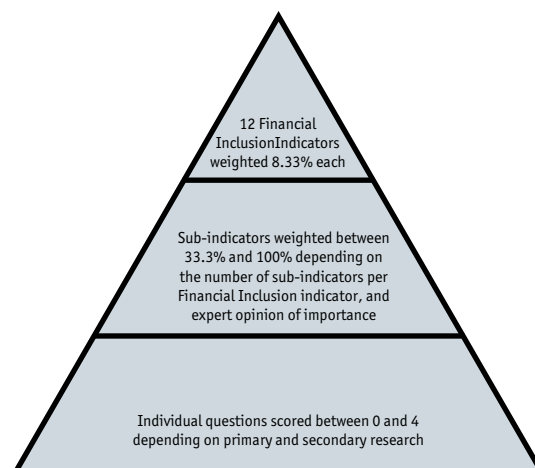 12 Financial
InclusionIndicators
weighted 8.33% each
Sub-indicators weighted between
33.3% and 100% depending on
the number of sub-indicators per
Financial Inclusion indicator, and
expert opinion of importance
Individual questions scored between 0 and 4
depending on primary and secondary research